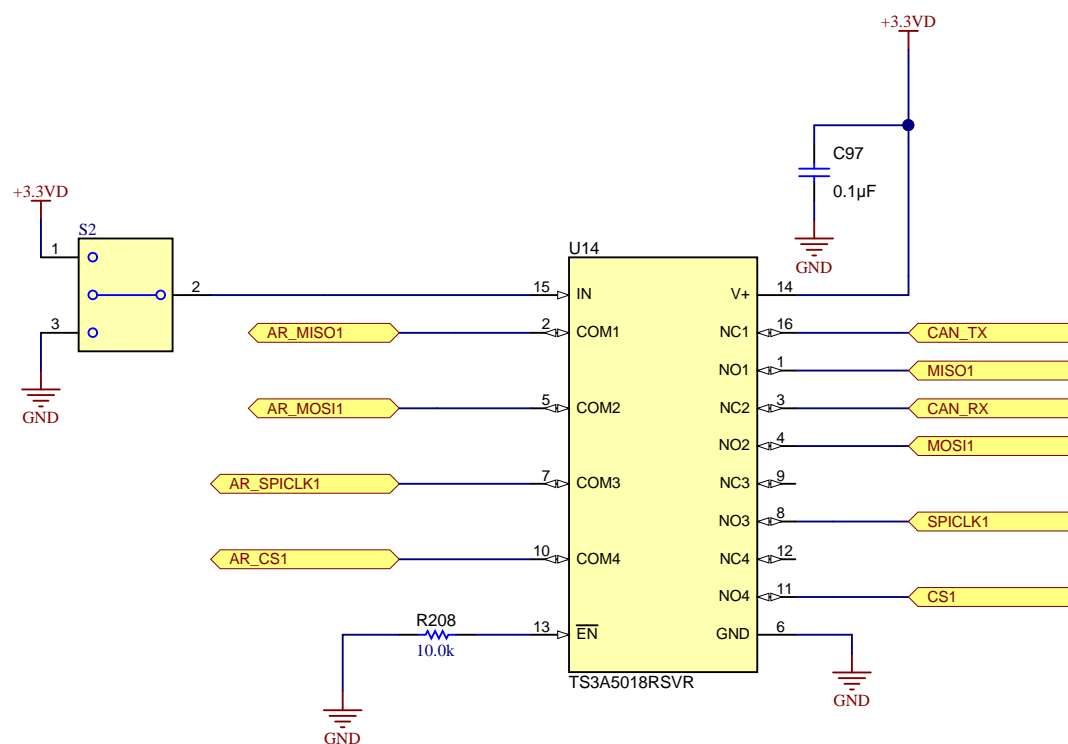 +3.3VD
C97
0.1µF
GND
+3.3VD
S2
1
2
3
GND
U14
15 IN V+ 14
AR_MISO1 2 COM1 NC1 16 CAN_TX
NO1 1 MISO1
AR_MOSI1 5 COM2 NC2 3 CAN_RX
NO2 4 MOSI1
AR_SPICLK1 7 COM3 NC3 9
NO3 8 SPICLK1
AR_CS1 10 COM4 NC4 12
NO4 11 CS1
R208
10.0k
13 EN GND 6
TS3A5018RSVR
GND
GND